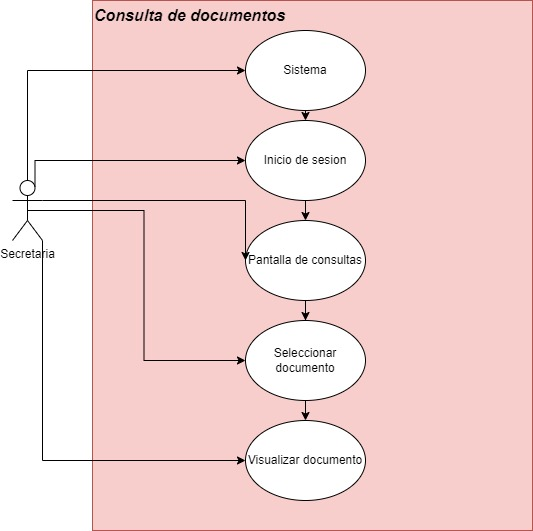 Consulta de documentos
Sistema
Inicio de sesion
Secretaria
Pantalla de consultas
Seleccionar
documento
Visualizar documento